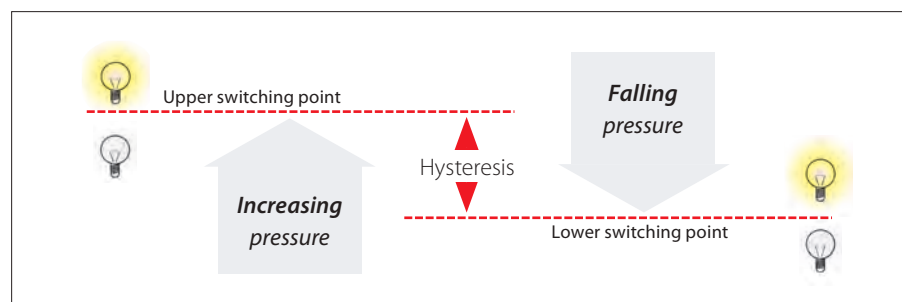 Upper switching point
Increasing
pressure
Hysteresis
Falling
pressure
Lower switching point